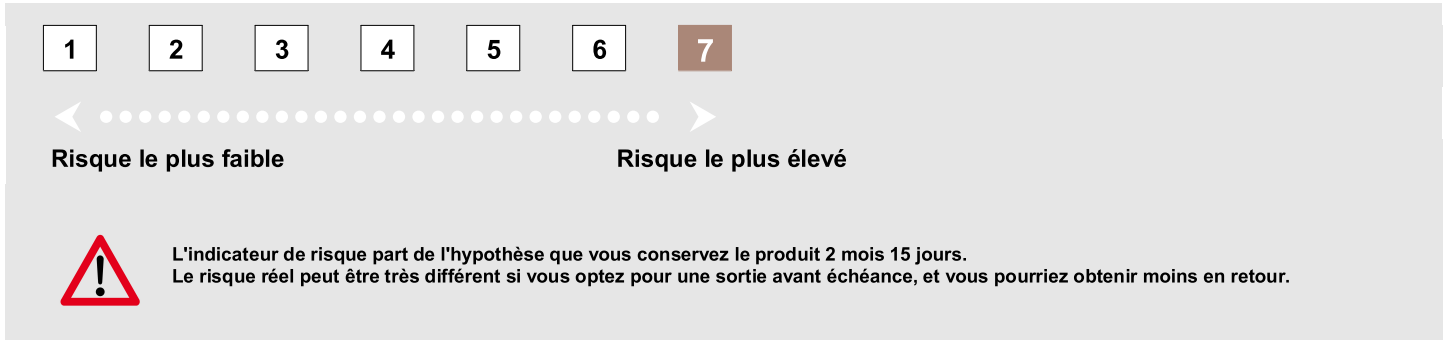 1 2 3 4 5 6 7
Risque le plus faible Risque le plus élevé
L'indicateur de risque part de l'hypothèse que vous conservez le produit 2 mois 15 jours.
Le risque réel peut être très différent si vous optez pour une sortie avant échéance, et vous pourriez obtenir moins en retour.